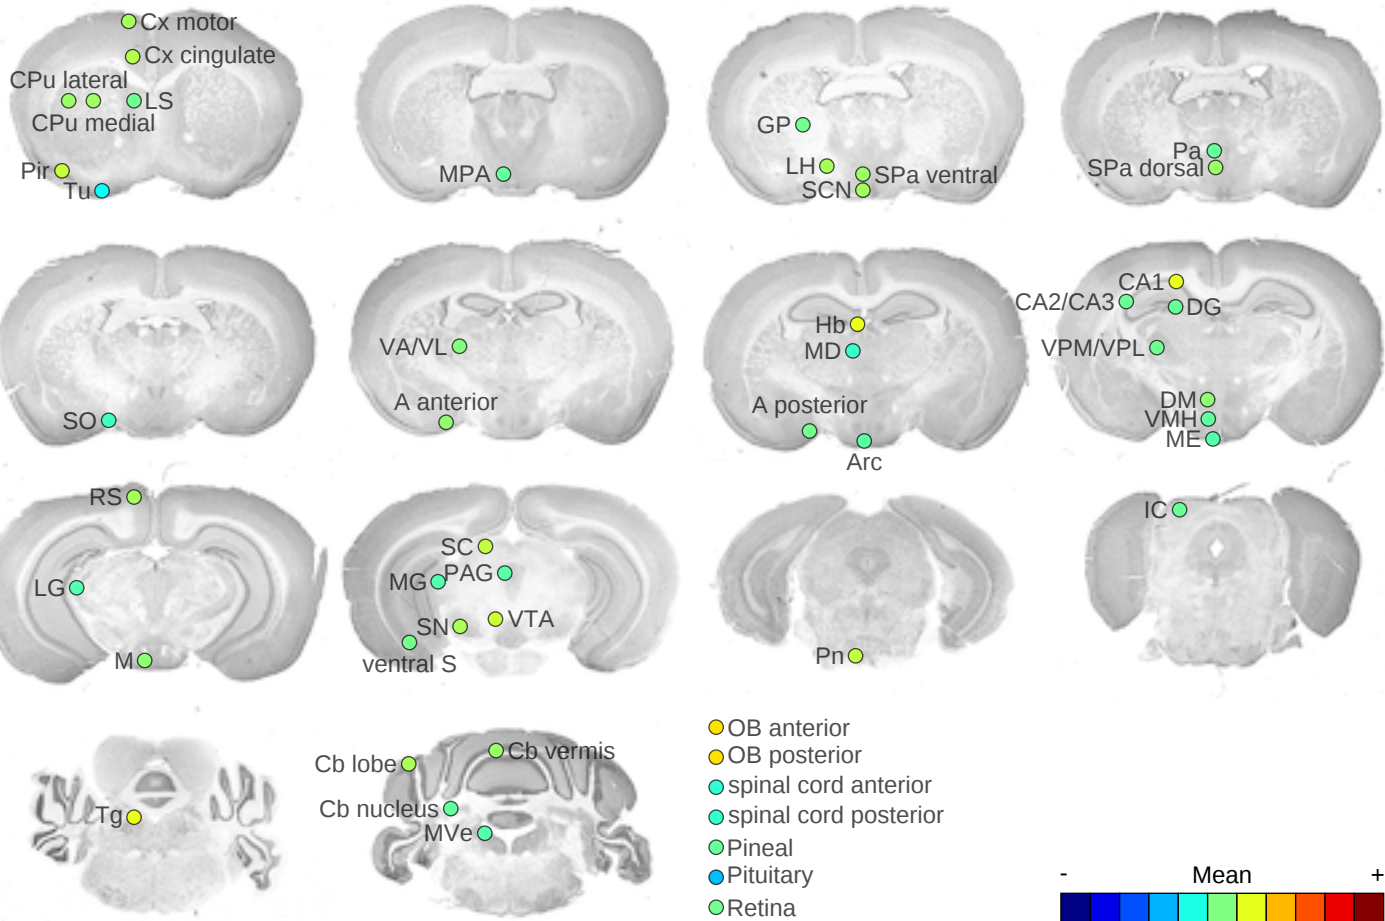 Cx motor
Cx cingulate
CPu lateral
LS
CPu medial
Pir
Tu
MPA
GP
LH
SPa ventral
SCN
Pa
SPa dorsal
SO
VA/VL
A anterior
Hb
MD
A posterior
Arc
CA1
CA2/CA3
DG
VPM/VPL
DM
VMH
ME
RS
LG
M
SC
MG
PAG
SN
VTA
ventral S
Pn
IC
Tg
Cb lobe
Cb vermis
Cb nucleus
MVe
OB anterior
OB posterior
spinal cord anterior
spinal cord posterior
Pineal
Pituitary
Retina
- Mean +